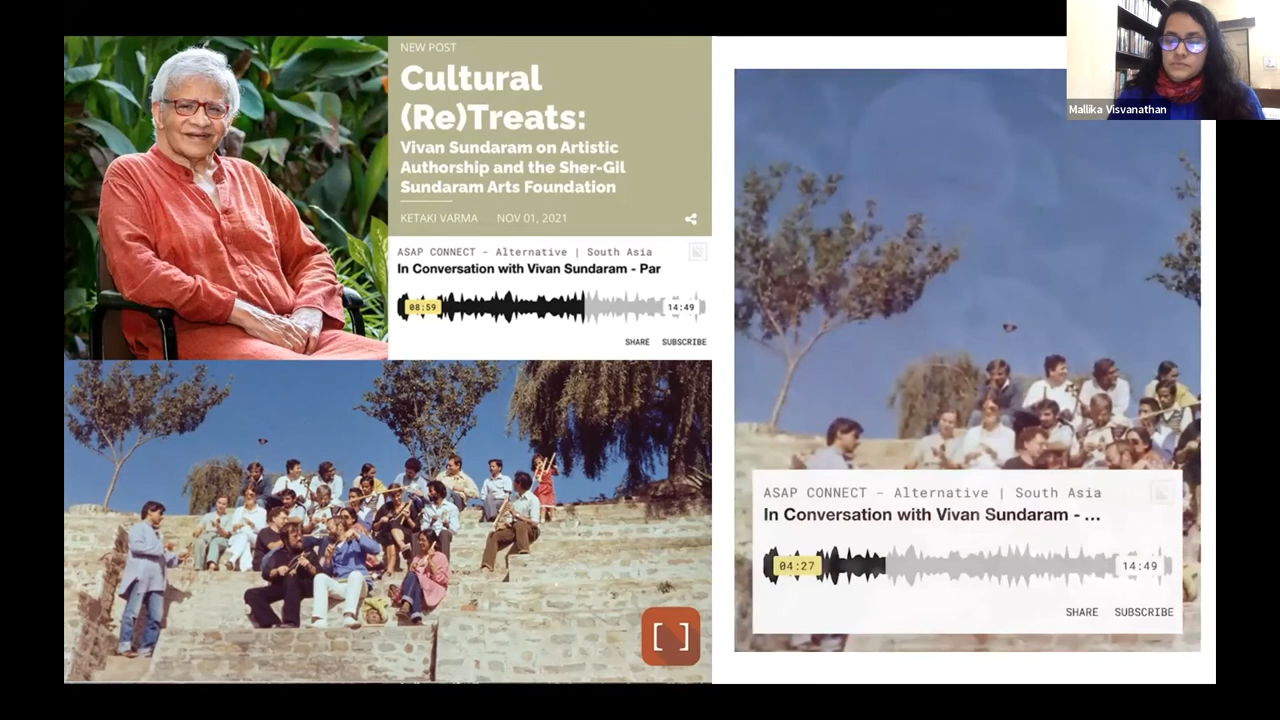 NEW POST
Cultural
(Re)Treats:
Vivan Sundaram on Artistic
Authorship and the Sher-Gil
Sundaram Arts Foundation
KETAKI VARMA NOV 01, 2021
ASAP CONNECT - Alternative | South Asia
In Conversation with Vivan Sundaram - Par
08:59 14:49
SHARE SUBSCRIBE
[ ]
ASAP CONNECT - Alternative | South Asia
In Conversation with Vivan Sundaram - ...
04:27 14:49
SHARE SUBSCRIBE
Mallika Visvanathan